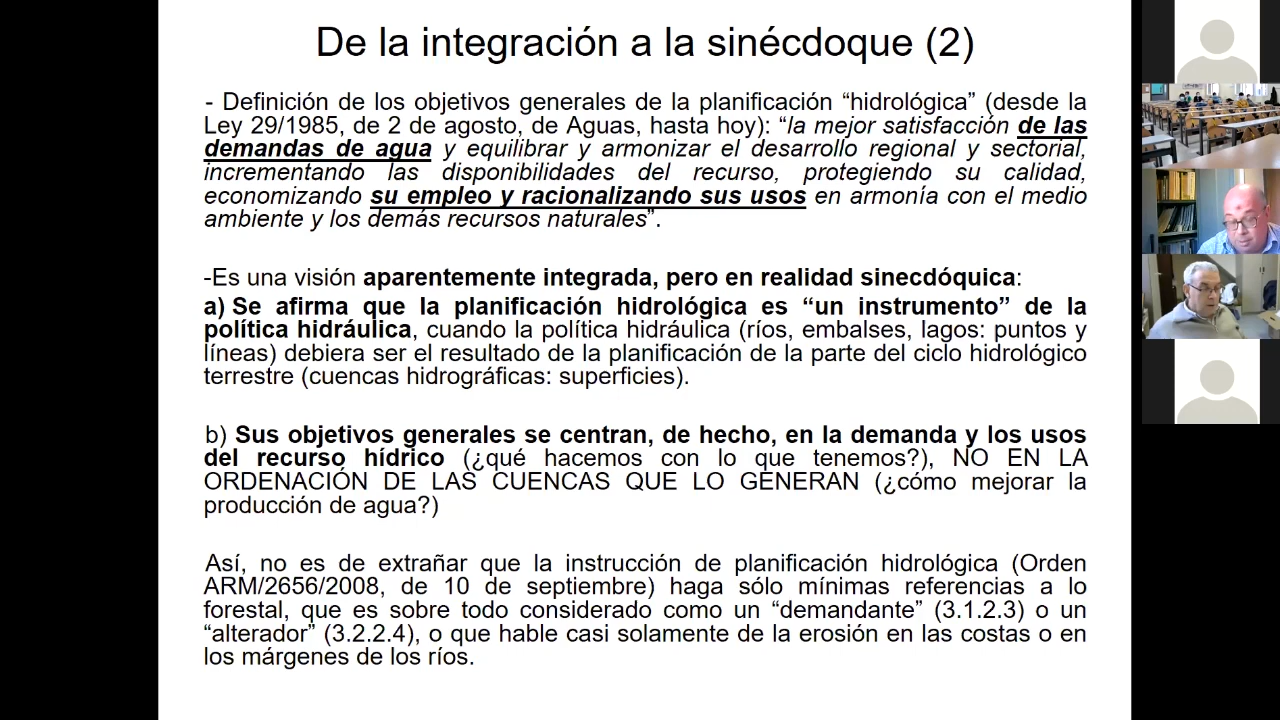 De la integración a la sinécdoque (2)
- Definición de los objetivos generales de la planificación “hidrológica” (desde la
Ley 29/1985, de 2 de agosto, de Aguas, hasta hoy): “la mejor satisfacción de las
demandas de agua y equilibrar y armonizar el desarrollo regional y sectorial,
incrementando las disponibilidades del recurso, protegiendo su calidad,
economizando su empleo y racionalizando sus usos en armonía con el medio
ambiente y los demás recursos naturales”.
-Es una visión aparentemente integrada, pero en realidad sinecdóquica:
a) Se afirma que la planificación hidrológica es “un instrumento” de la
política hidráulica, cuando la política hidráulica (ríos, embalses, lagos: puntos y
líneas) debiera ser el resultado de la planificación de la parte del ciclo hidrológico
terrestre (cuencas hidrográficas: superficies).
b) Sus objetivos generales se centran, de hecho, en la demanda y los usos
del recurso hídrico (¿qué hacemos con lo que tenemos?), NO EN LA
ORDENACIÓN DE LAS CUENCAS QUE LO GENERAN (¿cómo mejorar la
producción de agua?)
Así, no es de extrañar que la instrucción de planificación hidrológica (Orden
ARM/2656/2008, de 10 de septiembre) haga sólo mínimas referencias a lo
forestal, que es sobre todo considerado como un “demandante” (3.1.2.3) o un
“alterador” (3.2.2.4), o que hable casi solamente de la erosión en las costas o en
los márgenes de los ríos.